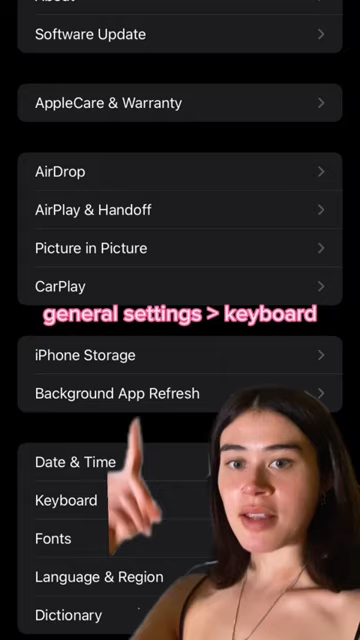 About
Software Update
AppleCare & Warranty
AirDrop
AirPlay & Handoff
Picture in Picture
CarPlay
general settings > keyboard
iPhone Storage
Background App Refresh
Date & Time
Keyboard
Fonts
Language & Region
Dictionary